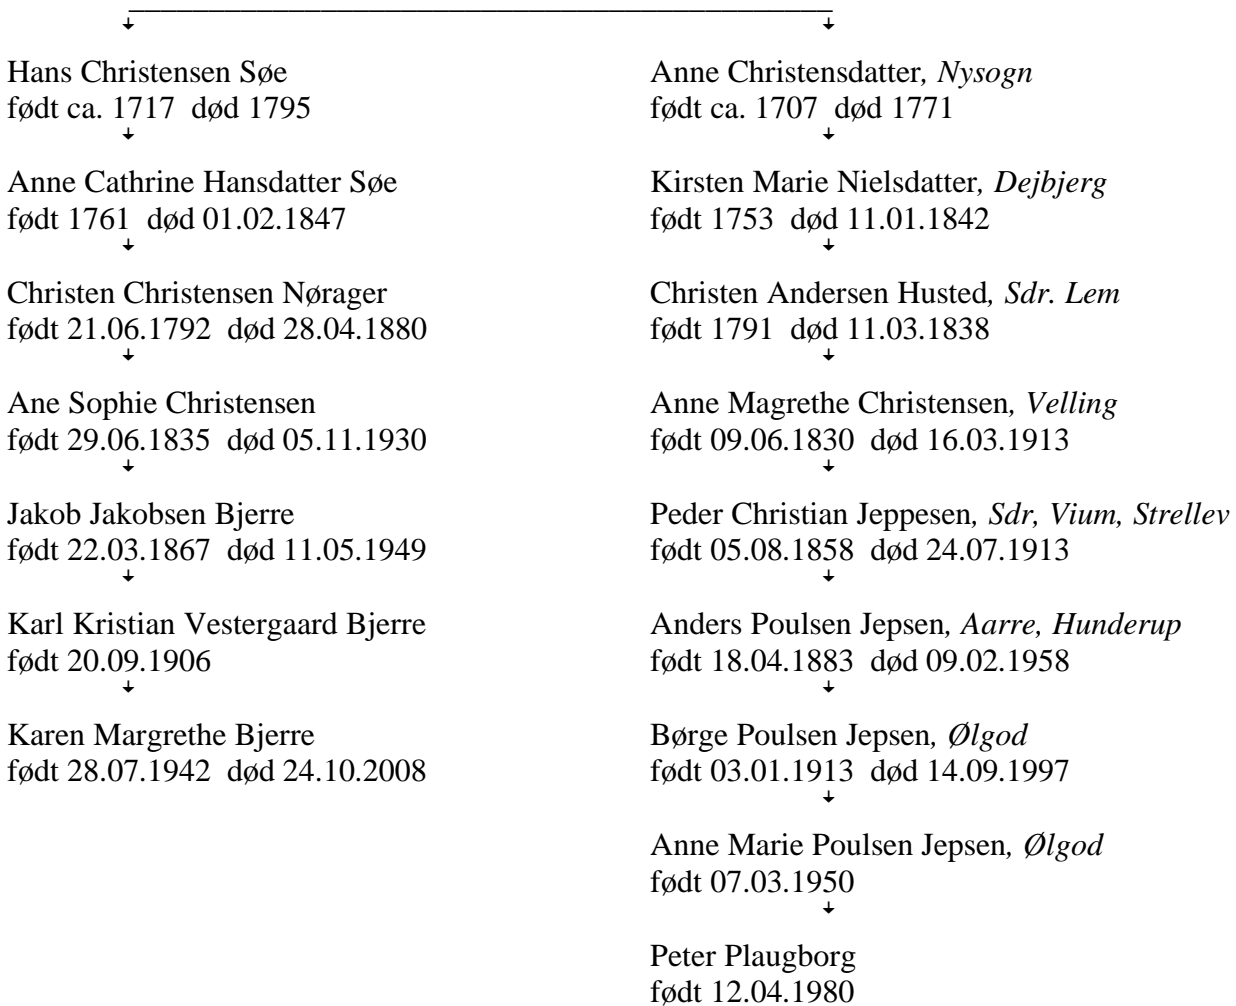 Hans Christensen Søe
født ca. 1717 død 1795
Anne Cathrine Hansdatter Søe
født 1761 død 01.02.1847
Christen Christensen Nørager
født 21.06.1792 død 28.04.1880
Ane Sophie Christensen
født 29.06.1835 død 05.11.1930
Jakob Jakobsen Bjerre
født 22.03.1867 død 11.05.1949
Karl Kristian Vestergaard Bjerre
født 20.09.1906
Karen Margrethe Bjerre
født 28.07.1942 død 24.10.2008
Anne Christensdatter, Nysogn
født ca. 1707 død 1771
Kirsten Marie Nielsdatter, Dejbjerg
født 1753 død 11.01.1842
Christen Andersen Husted, Sdr. Lem
født 1791 død 11.03.1838
Anne Magrethe Christensen, Velling
født 09.06.1830 død 16.03.1913
Peder Christian Jeppesen, Sdr, Vium, Strellev
født 05.08.1858 død 24.07.1913
Anders Poulsen Jepsen, Aarre, Hunderup
født 18.04.1883 død 09.02.1958
Børge Poulsen Jepsen, Ølgod
født 03.01.1913 død 14.09.1997
Anne Marie Poulsen Jepsen, Ølgod
født 07.03.1950
Peter Plaugborg
født 12.04.1980